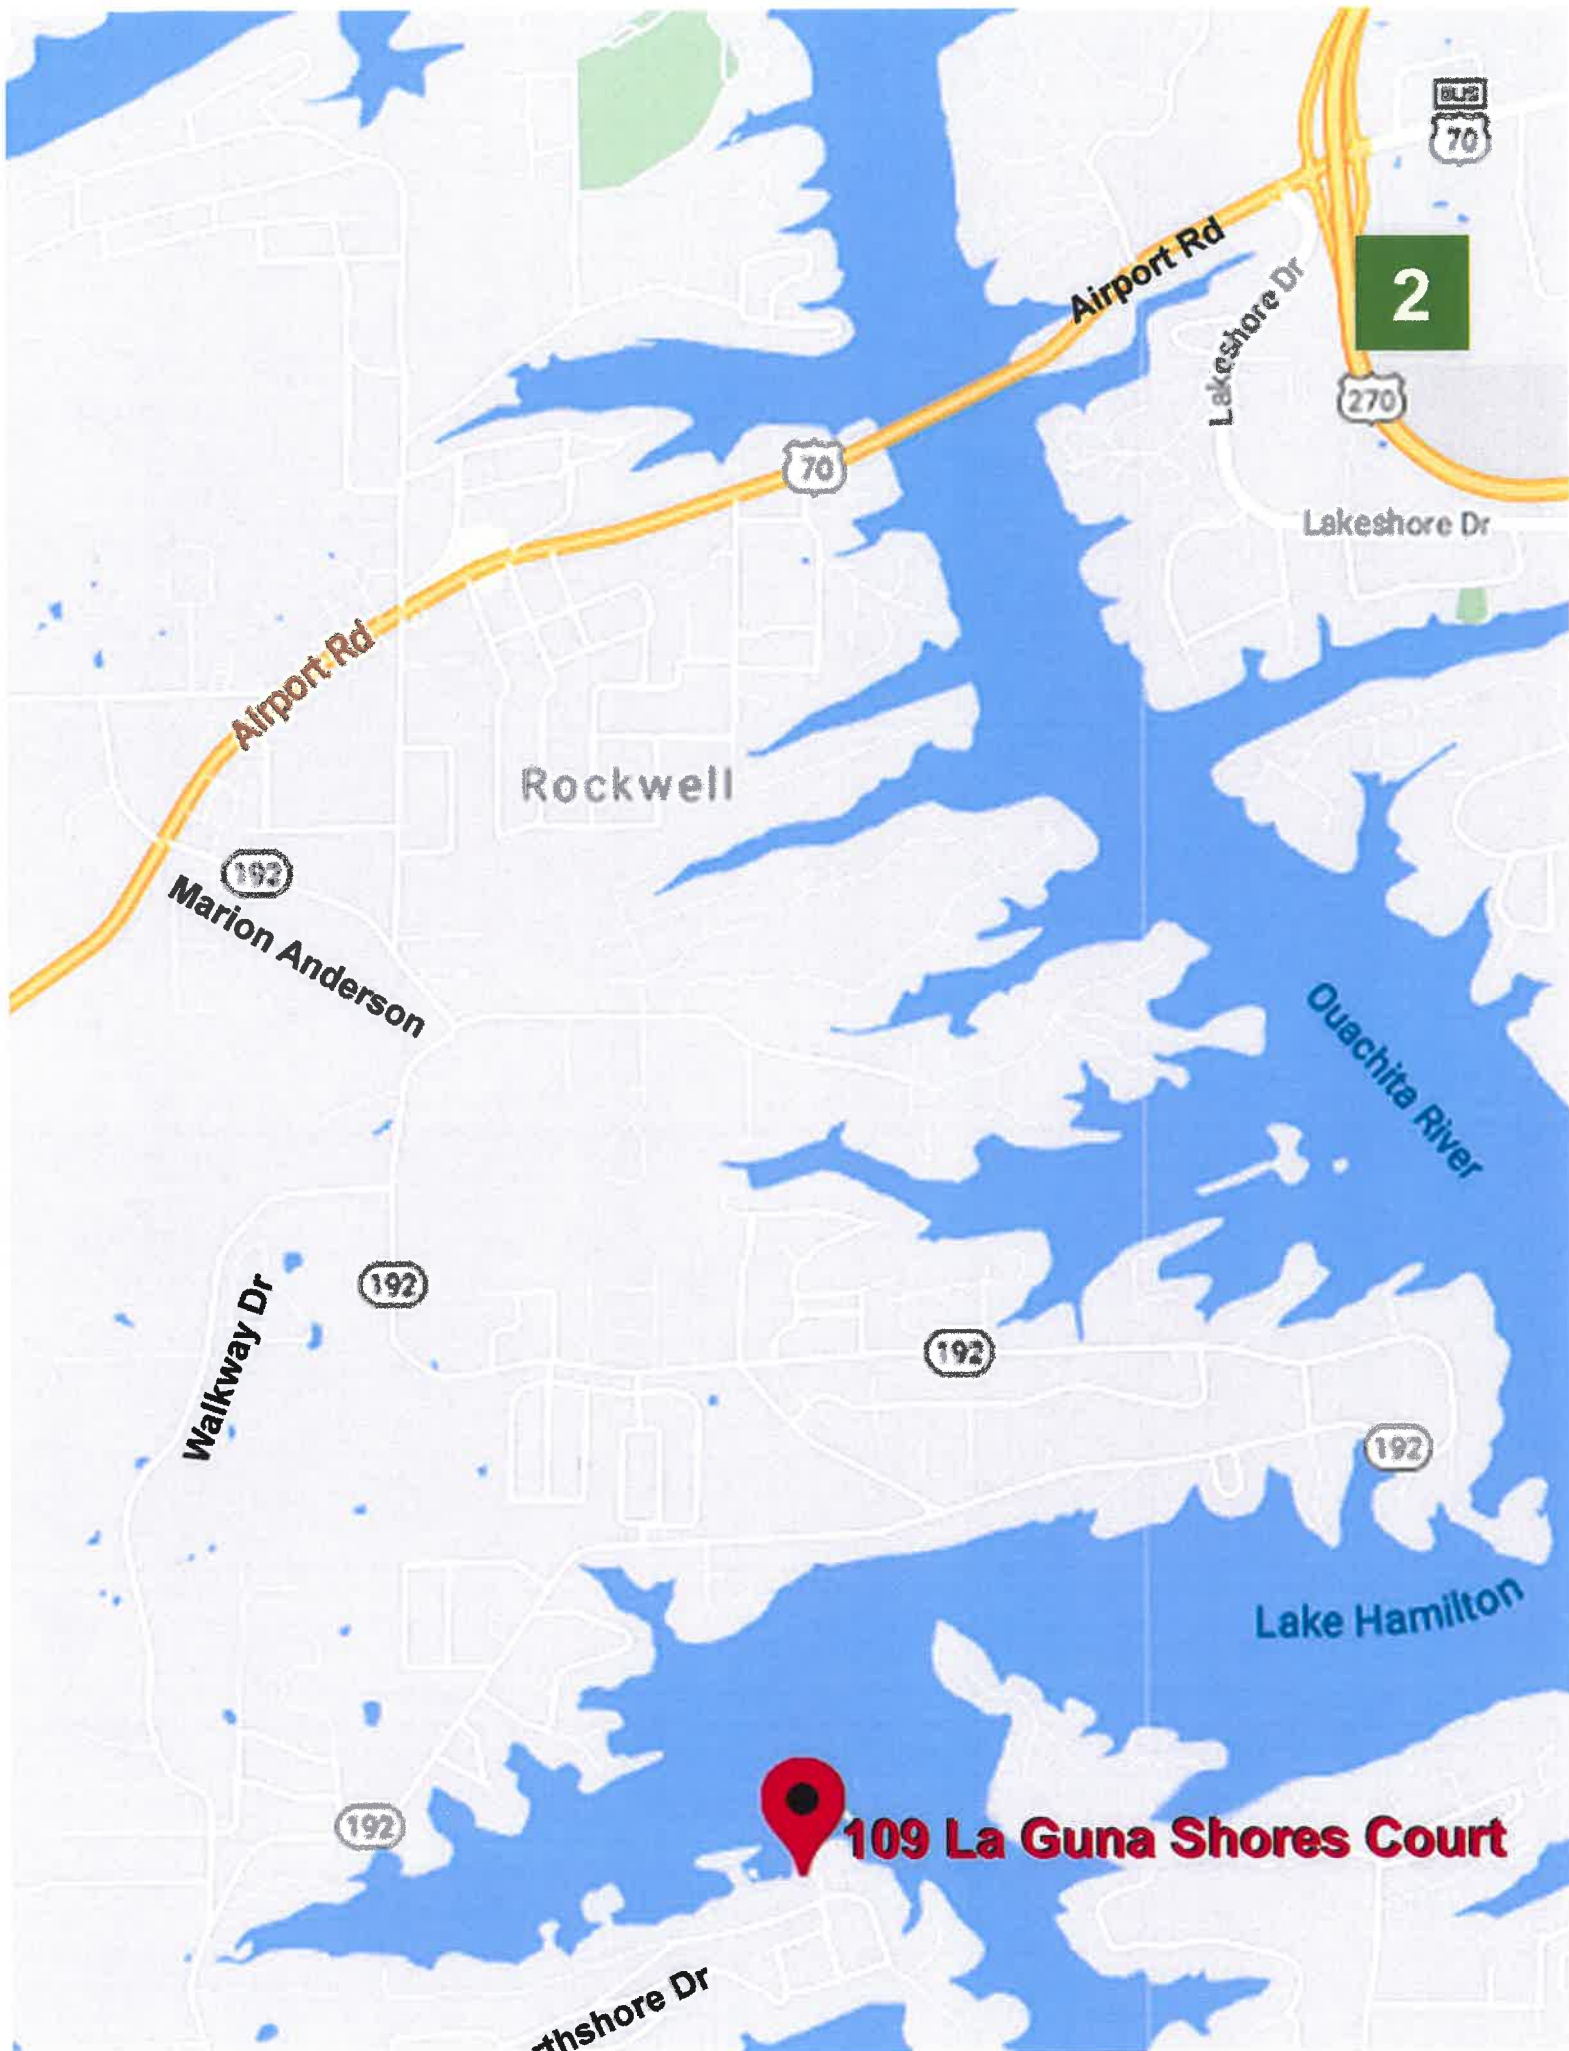 BUS
70
Airport Rd
Lakeshore Dr
2
270
70
Lakeshore Dr
Airport Rd
Rockwell
192
Marion Anderson
Ouachita River
192
Walkway Dr
192
192
Lake Hamilton
192
109 La Guna Shores Court
rthshore Dr